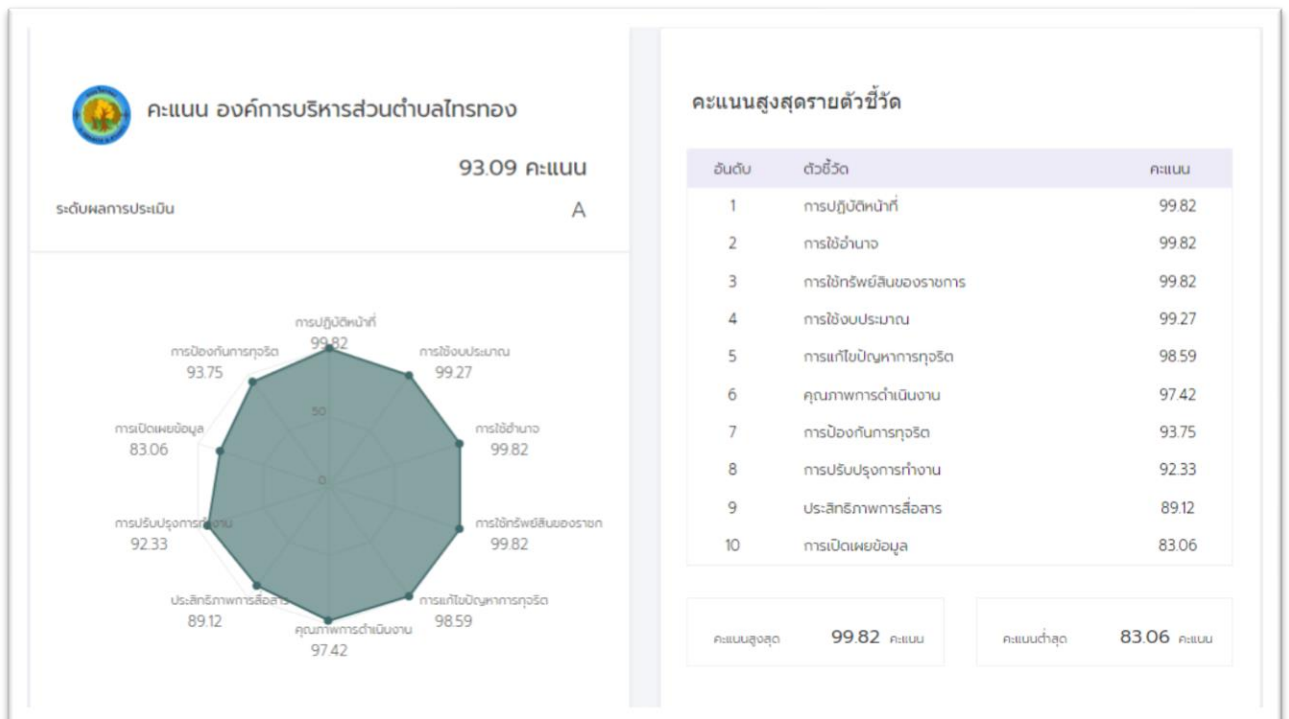 คะแนน องค์การบริหารส่วนตำบลไทรทอง
93.09 คะแนน
ระดับผลการประเมิน A
การปฏิบัติหน้าที่
99.82
การป้องกันการทุจริต
93.75
การใช้งบประมาณ
99.27
50
การเปิดเผยข้อมูล
83.06
การใช้อำนาจ
99.82
0
การปรับปรุงการทำงาน
92.33
การใช้ทรัพย์สินของราชก
99.82
ประสิทธิภาพการสื่อสาร
89.12
การแก้ไขปัญหาการทุจริต
98.59
คุณภาพการดำเนินงาน
97.42
คะแนนสูงสุดรายตัวชี้วัด
อันดับ ตัวชี้วัด คะแนน
1 การปฏิบัติหน้าที่ 99.82
2 การใช้อำนาจ 99.82
3 การใช้ทรัพย์สินของราชการ 99.82
4 การใช้งบประมาณ 99.27
5 การแก้ไขปัญหาการทุจริต 98.59
6 คุณภาพการดำเนินงาน 97.42
7 การป้องกันการทุจริต 93.75
8 การปรับปรุงการทำงาน 92.33
9 ประสิทธิภาพการสื่อสาร 89.12
10 การเปิดเผยข้อมูล 83.06
คะแนนสูงสุด 99.82 คะแนน
คะแนนต่ำสุด 83.06 คะแนน